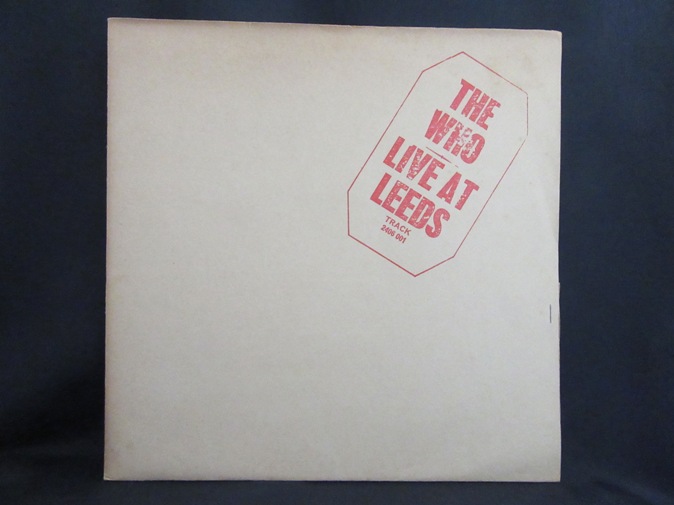 THE
WHO
LIVE AT
LEEDS
TRACK
2406 001